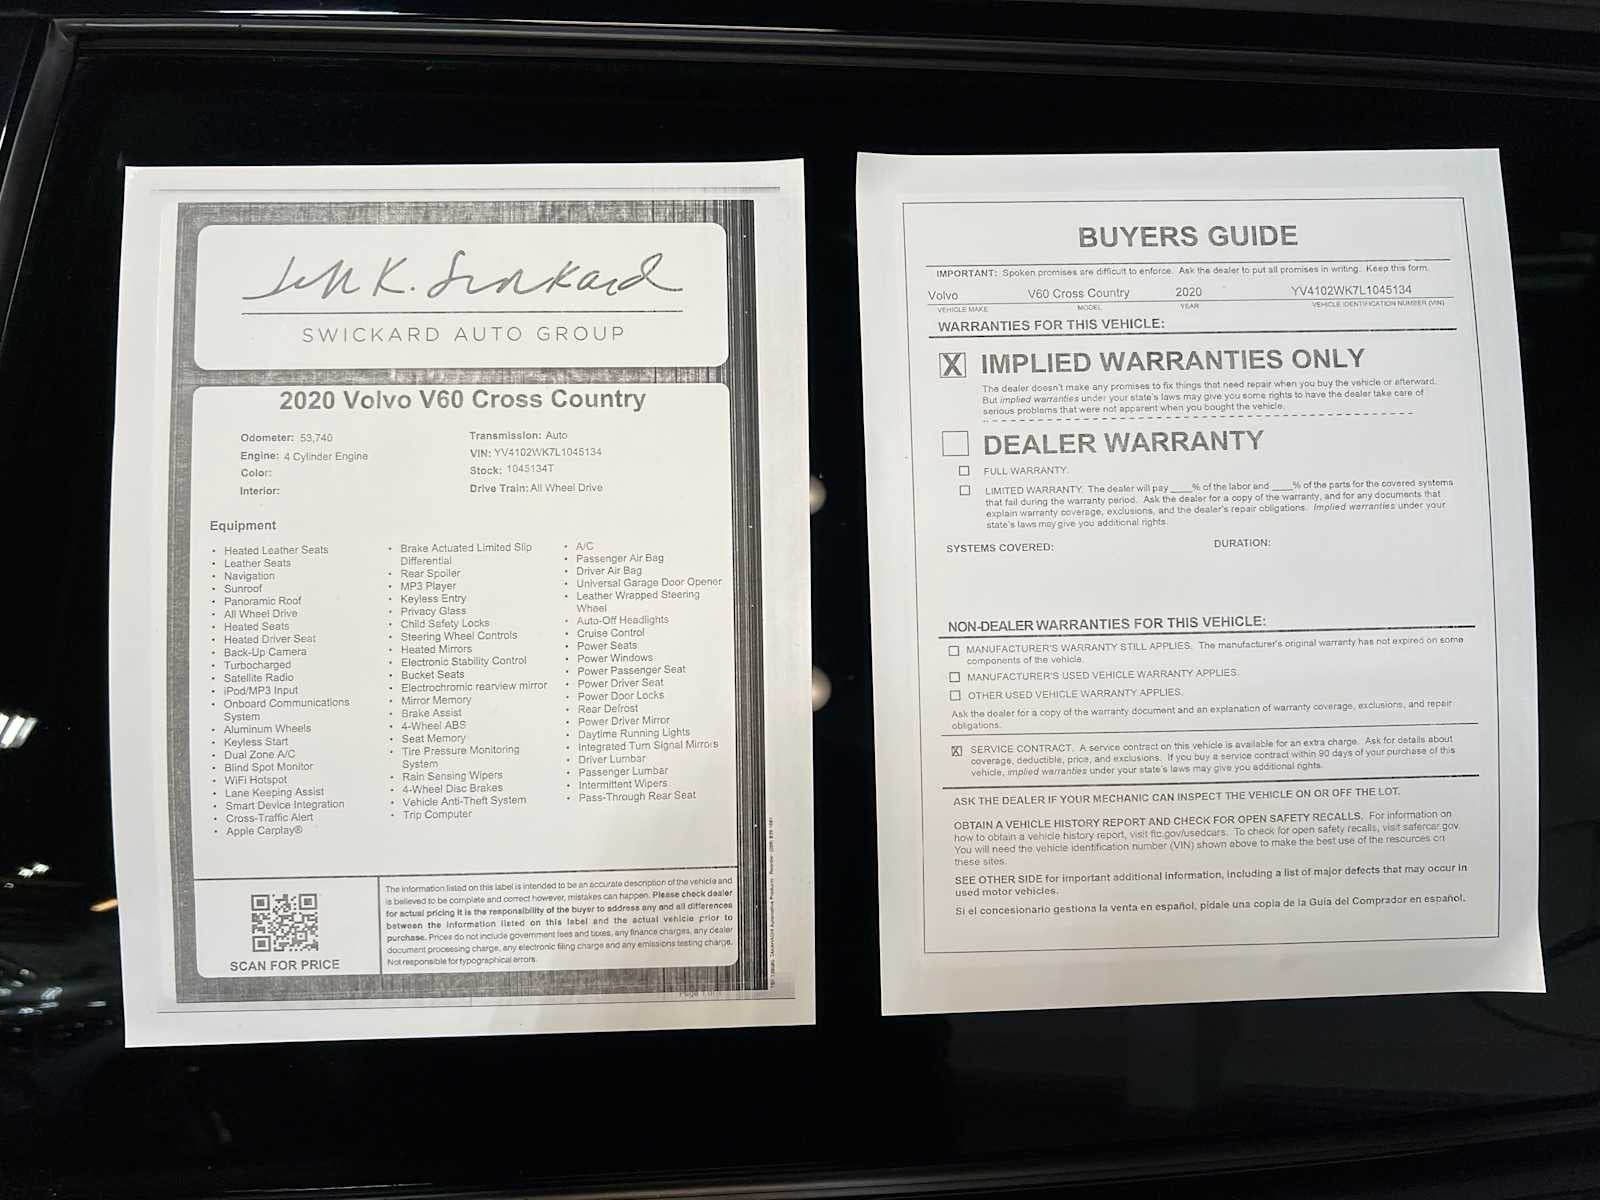 Jeff K. Swickard
SWICKARD AUTO GROUP
2020 Volvo V60 Cross Country
Odometer: 53,740
Engine: 4 Cylinder Engine
Color:
Interior:
Transmission: Auto
VIN: YV4102WK7L1045134
Stock: 1045134T
Drive Train: All Wheel Drive
Equipment
• Heated Leather Seats
• Leather Seats
• Navigation
• Sunroof
• Panoramic Roof
• All Wheel Drive
• Heated Seats
• Heated Driver Seat
• Back-Up Camera
• Turbocharged
• Satellite Radio
• iPod/MP3 Input
• Onboard Communications
System
• Aluminum Wheels
• Keyless Start
• Dual Zone A/C
• Blind Spot Monitor
• WiFi Hotspot
• Lane Keeping Assist
• Smart Device Integration
• Cross-Traffic Alert
• Apple Carplay®
• Brake Actuated Limited Slip
Differential
• Rear Spoiler
• MP3 Player
• Keyless Entry
• Privacy Glass
• Child Safety Locks
• Steering Wheel Controls
• Heated Mirrors
• Electronic Stability Control
• Bucket Seats
• Electrochromic rearview mirror
• Mirror Memory
• Brake Assist
• 4-Wheel ABS
• Seat Memory
• Tire Pressure Monitoring
System
• Rain Sensing Wipers
• 4-Wheel Disc Brakes
• Vehicle Anti-Theft System
• Trip Computer
• A/C
• Passenger Air Bag
• Driver Air Bag
• Universal Garage Door Opener
• Leather Wrapped Steering
Wheel
• Auto-Off Headlights
• Cruise Control
• Power Seats
• Power Windows
• Power Passenger Seat
• Power Driver Seat
• Power Door Locks
• Rear Defrost
• Power Driver Mirror
• Daytime Running Lights
• Integrated Turn Signal Mirrors
• Driver Lumbar
• Passenger Lumbar
• Intermittent Wipers
• Pass-Through Rear Seat
SCAN FOR PRICE
The information listed on this label is intended to be an accurate description of the vehicle and
is believed to be complete and correct however, mistakes can happen. Please check dealer
for actual pricing it is the responsibility of the buyer to address any and all differences
between the information listed on this label and the actual vehicle prior to
purchase. Prices do not include government fees and taxes, any finance charges, any dealer
document processing charge, any electronic filing charge and any emissions testing charge.
Not responsible for typographical errors.
Page 1 of
BUYERS GUIDE
IMPORTANT: Spoken promises are difficult to enforce. Ask the dealer to put all promises in writing. Keep this form.
Volvo V60 Cross Country 2020 YV4102WK7L1045134
VEHICLE MAKE MODEL YEAR VEHICLE IDENTIFICATION NUMBER (VIN)
WARRANTIES FOR THIS VEHICLE:
X IMPLIED WARRANTIES ONLY
The dealer doesn't make any promises to fix things that need repair when you buy the vehicle or afterward.
But implied warranties under your state's laws may give you some rights to have the dealer take care of
serious problems that were not apparent when you bought the vehicle.
DEALER WARRANTY
FULL WARRANTY.
LIMITED WARRANTY. The dealer will pay ____% of the labor and ____% of the parts for the covered systems
that fail during the warranty period. Ask the dealer for a copy of the warranty, and for any documents that
explain warranty coverage, exclusions, and the dealer's repair obligations. Implied warranties under your
state's laws may give you additional rights.
SYSTEMS COVERED: DURATION:
NON-DEALER WARRANTIES FOR THIS VEHICLE:
MANUFACTURER'S WARRANTY STILL APPLIES. The manufacturer's original warranty has not expired on some
components of the vehicle.
MANUFACTURER'S USED VEHICLE WARRANTY APPLIES.
OTHER USED VEHICLE WARRANTY APPLIES.
Ask the dealer for a copy of the warranty document and an explanation of warranty coverage, exclusions, and repair
obligations.
X SERVICE CONTRACT. A service contract on this vehicle is available for an extra charge. Ask for details about
coverage, deductible, price, and exclusions. If you buy a service contract within 90 days of your purchase of this
vehicle, implied warranties under your state's laws may give you additional rights.
ASK THE DEALER IF YOUR MECHANIC CAN INSPECT THE VEHICLE ON OR OFF THE LOT.
OBTAIN A VEHICLE HISTORY REPORT AND CHECK FOR OPEN SAFETY RECALLS. For information on
how to obtain a vehicle history report, visit ftc.gov/usedcars. To check for open safety recalls, visit safercar.gov.
You will need the vehicle identification number (VIN) shown above to make the best use of the resources on
these sites.
SEE OTHER SIDE for important additional information, including a list of major defects that may occur in
used motor vehicles.
Si el concesionario gestiona la venta en español, pídale una copia de la Guía del Comprador en español.